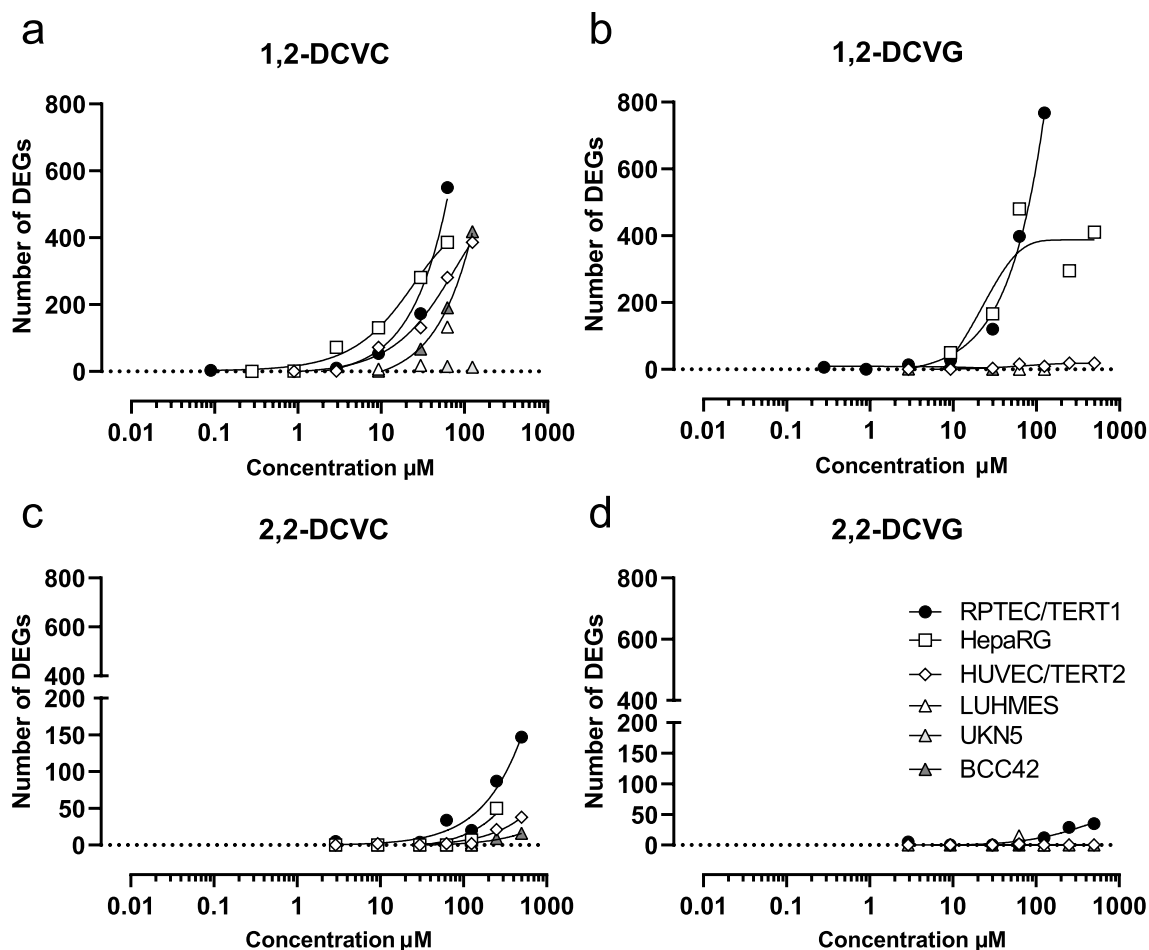 a
1,2-DCVC
Number of DEGs
800
600
400
200
0
0.01 0.1 1 10 100 1000
Concentration µM
b
1,2-DCVG
Number of DEGs
800
600
400
200
0
0.01 0.1 1 10 100 1000
Concentration µM
c
2,2-DCVC
Number of DEGs
800
600
400
200
150
100
50
0
0.01 0.1 1 10 100 1000
Concentration µM
d
2,2-DCVG
Number of DEGs
800
600
400
200
150
100
50
0
RPTEC/TERT1
HepaRG
HUVEC/TERT2
LUHMES
UKN5
BCC42
0.01 0.1 1 10 100 1000
Concentration µM